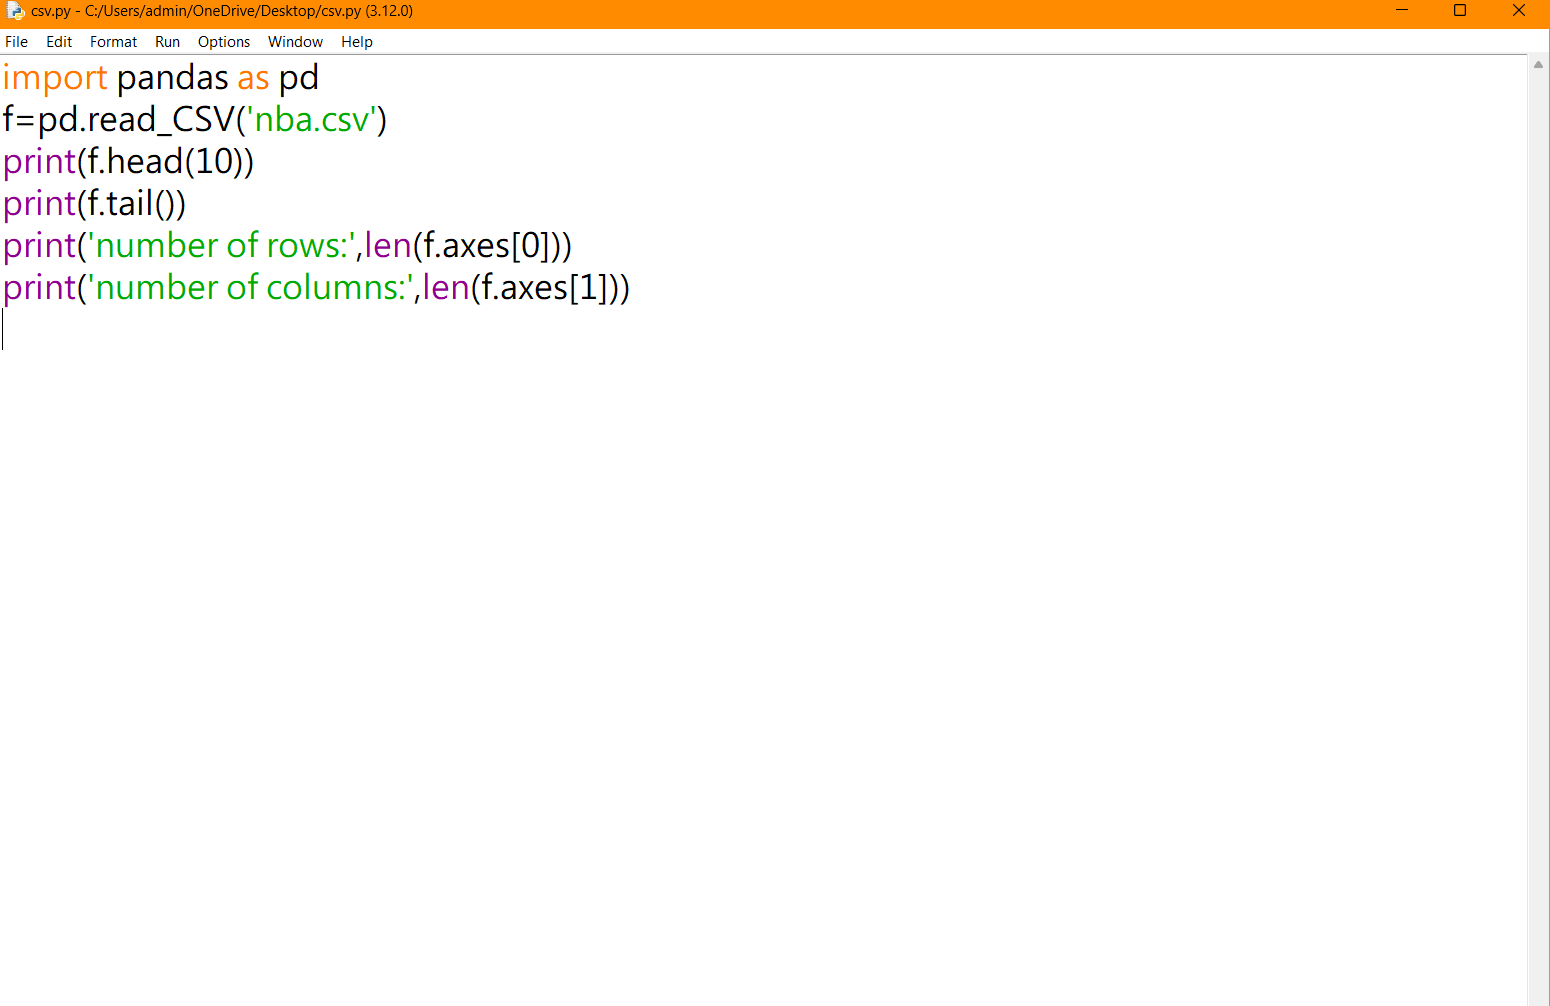 csv.py - C:/Users/admin/OneDrive/Desktop/csv.py (3.12.0)
File Edit Format Run Options Window Help
import pandas as pd
f=pd.read_CSV('nba.csv')
print(f.head(10))
print(f.tail())
print('number of rows:',len(f.axes[0]))
print('number of columns:',len(f.axes[1]))